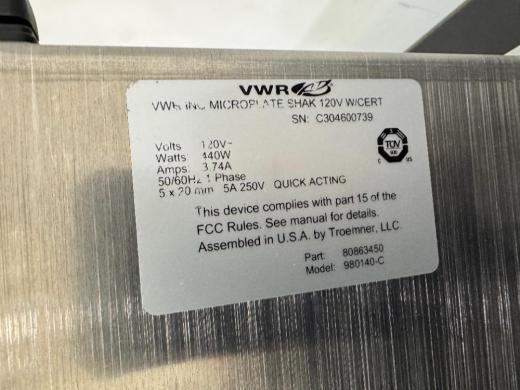 VWR
VWR INC MICROPLATE SHAK 120V W/CERT
SN: C304600739
Volts 120V~
Watts 440W
Amps: 3.74A
50/60Hz 1 Phase
5 x 20 mm 5A 250V QUICK ACTING
TUV
C US
This device complies with part 15 of the
FCC Rules. See manual for details.
Assembled in U.S.A. by Troemner, LLC.
Part: 80863450
Model: 980140-C